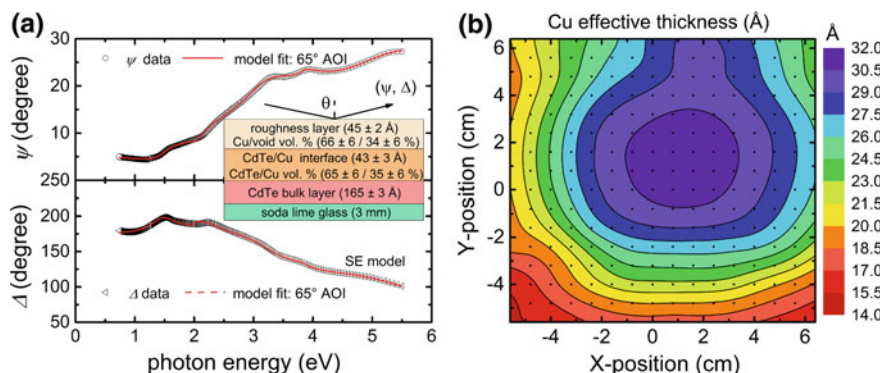 (a)
ψ data
model fit: 65° AOI
(ψ, Δ)
θ
roughness layer (45 ± 2 Å)
Cu/void vol. % (66 ± 6 / 34 ± 6 %)
CdTe/Cu interface (43 ± 3 Å)
CdTe/Cu vol. % (65 ± 6 / 35 ± 6 %)
CdTe bulk layer (165 ± 3 Å)
soda lime glass (3 mm)
SE model
Δ data
model fit: 65° AOI
ψ (degree)
30
20
10
250
Δ (degree)
200
150
100
50
0 1 2 3 4 5 6
photon energy (eV)
(b)
Cu effective thickness (Å)
Y-position (cm)
6
4
2
0
-2
-4
-4 -2 0 2 4 6
X-position (cm)
Å
32.0
30.5
29.0
27.5
26.0
24.5
23.0
21.5
20.0
18.5
17.0
15.5
14.0